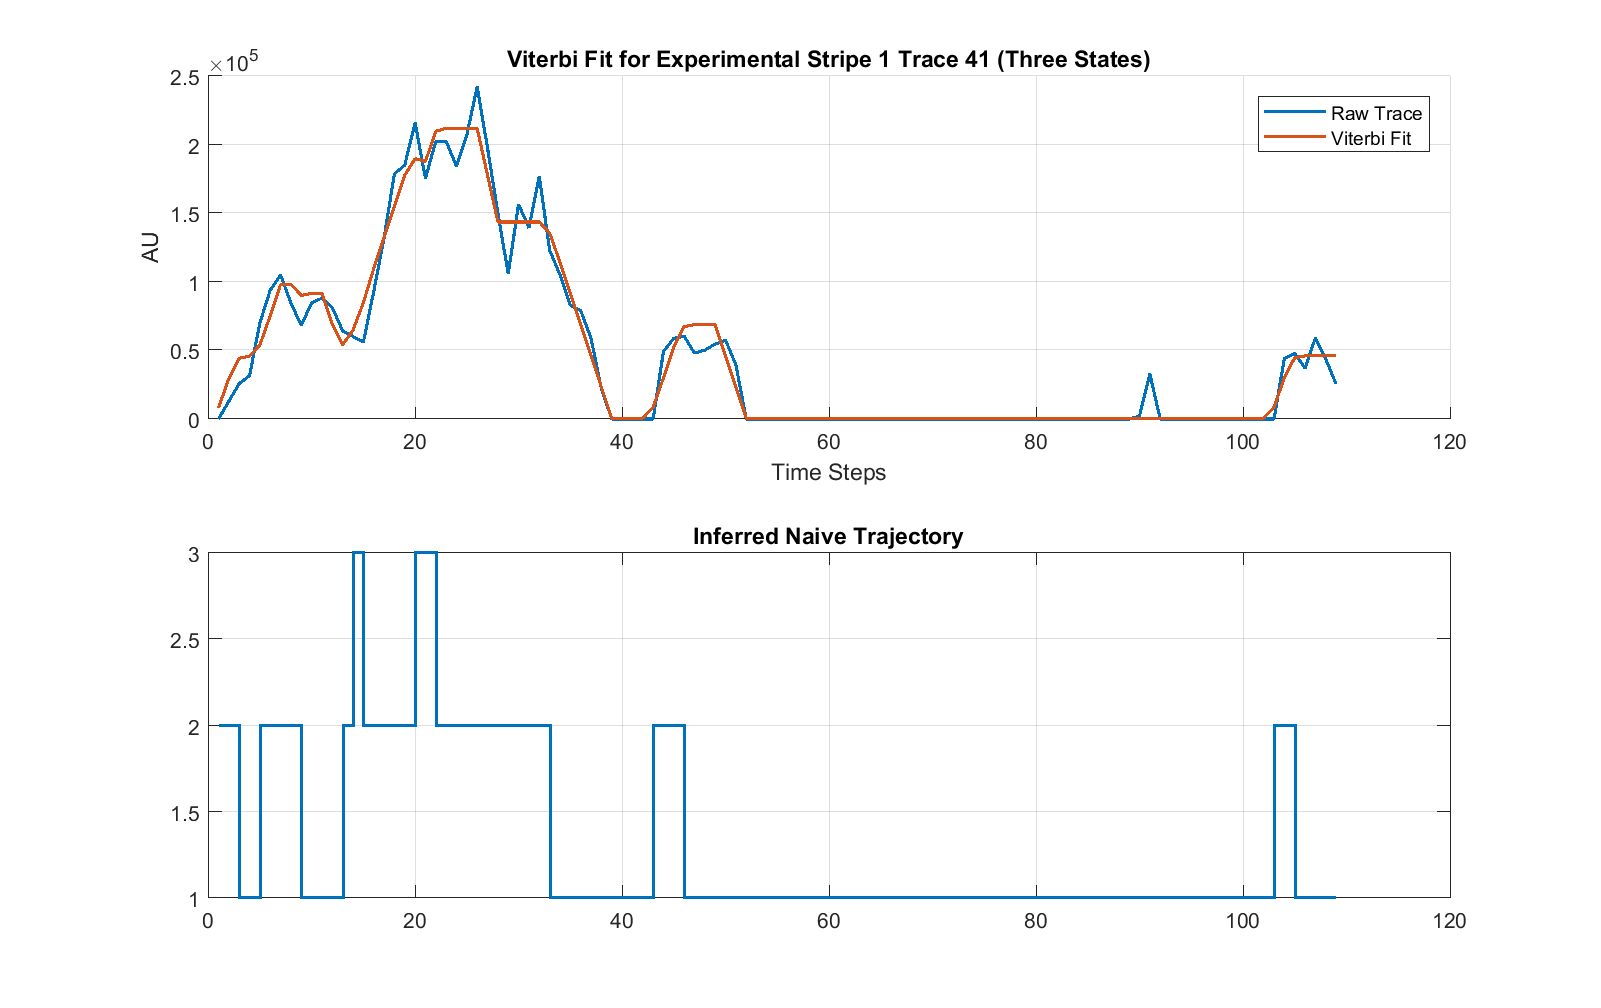 Viterbi Fit for Experimental Stripe 1 Trace 41 (Three States)
×10⁵
2.5
2
1.5
1
0.5
0
AU
Raw Trace
Viterbi Fit
0 20 40 60 80 100 120
Time Steps
Inferred Naive Trajectory
3
2.5
2
1.5
1
0 20 40 60 80 100 120